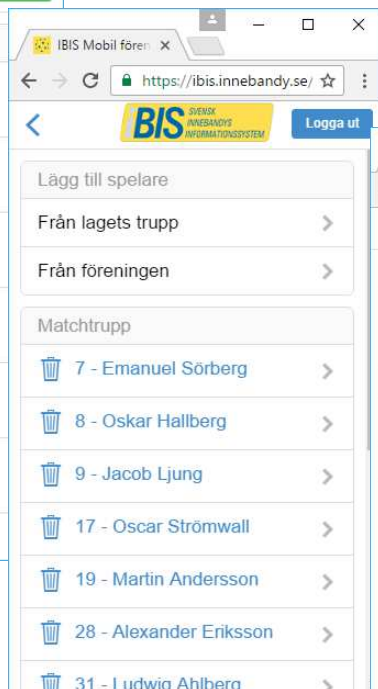 IBIS Mobil fören
https://ibis.innebandy.se/
IBIS SVENSK
INNEBANDYS
INFORMATIONSSYSTEM
Logga ut
Lägg till spelare
Från lagets trupp
Från föreningen
Matchtrupp
7 - Emanuel Sörberg
8 - Oskar Hallberg
9 - Jacob Ljung
17 - Oscar Strömwall
19 - Martin Andersson
28 - Alexander Eriksson
31 - Ludwig Ahlberg